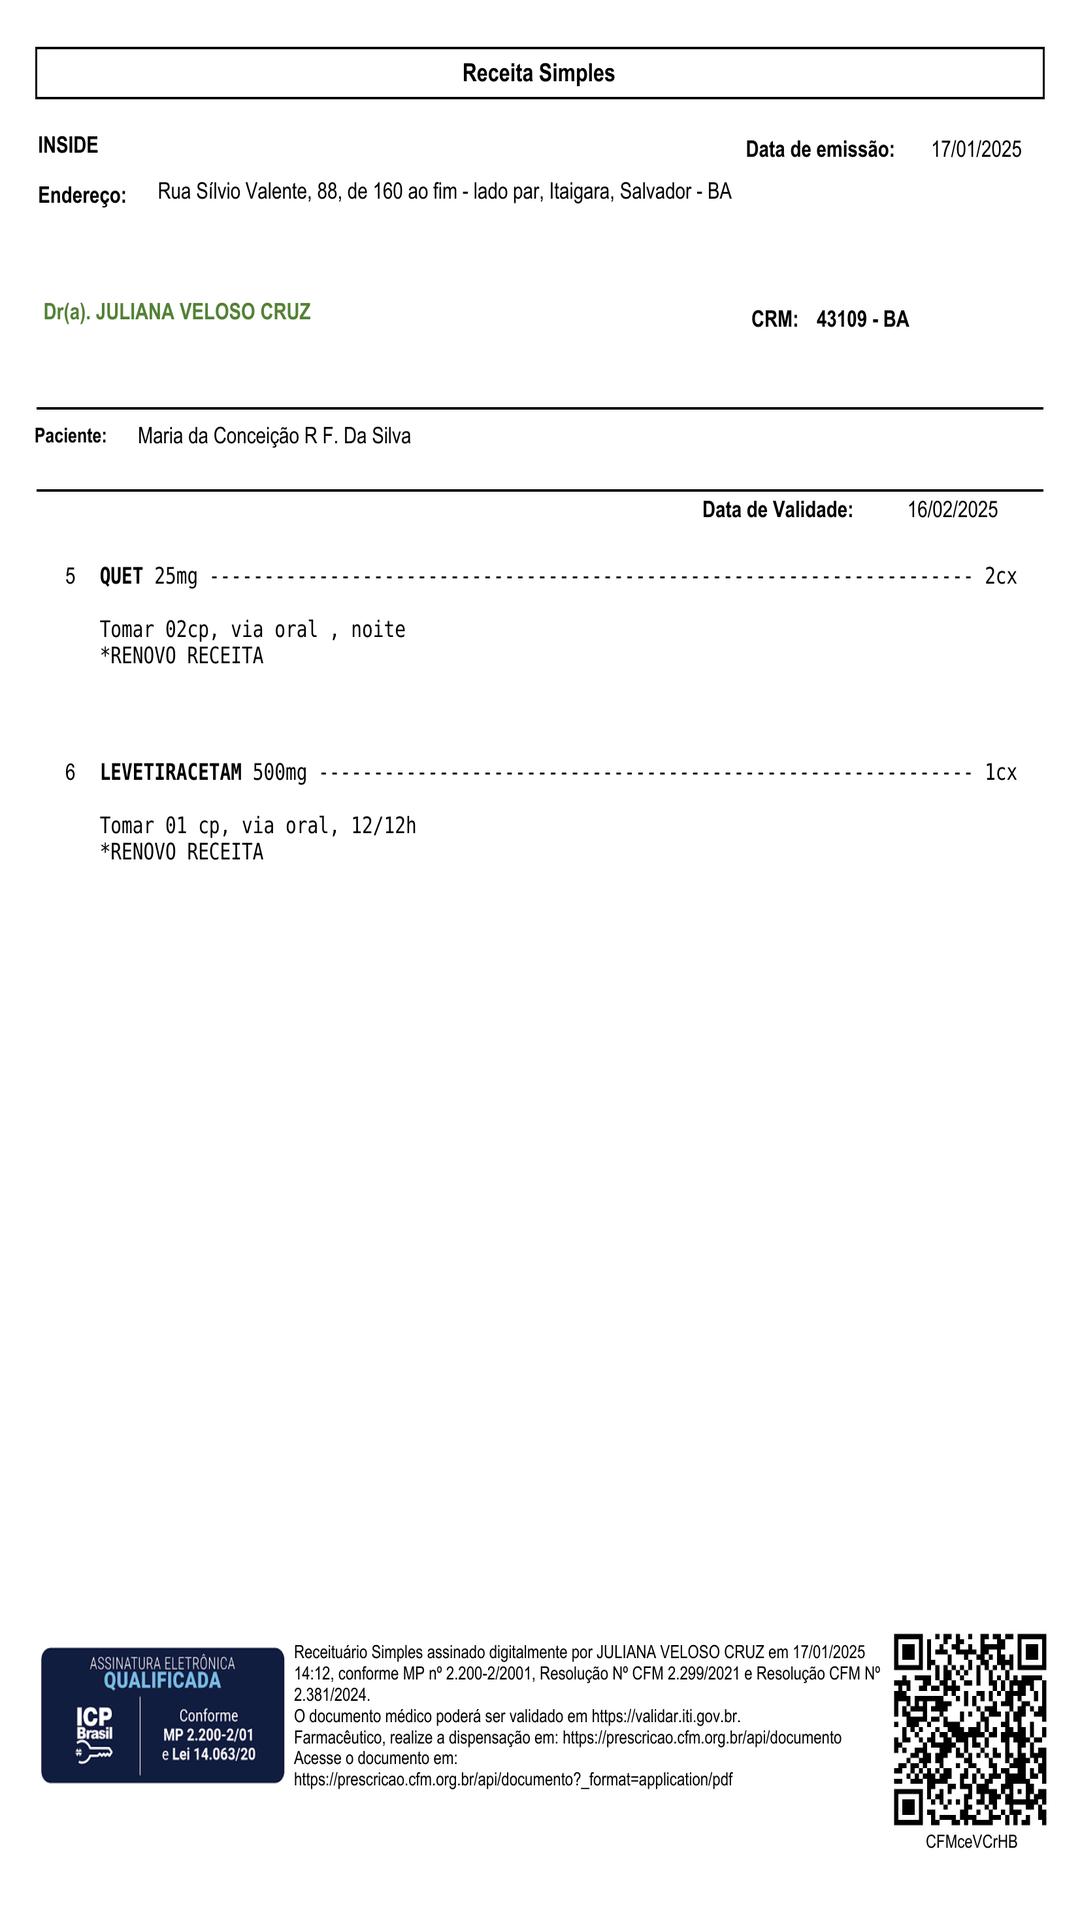 Receita Simples
INSIDE
Data de emissão: 17/01/2025
Endereço: Rua Sílvio Valente, 88, de 160 ao fim - lado par, Itaigara, Salvador - BA
Dr(a). JULIANA VELOSO CRUZ
CRM: 43109 - BA
Paciente: Maria da Conceição R F. Da Silva
Data de Validade: 16/02/2025
5 QUET 25mg ---------------------------------------------------------------------- 2cx
Tomar 02cp, via oral , noite
*RENOVO RECEITA
6 LEVETIRACETAM 500mg ------------------------------------------------------------ 1cx
Tomar 01 cp, via oral, 12/12h
*RENOVO RECEITA
ASSINATURA ELETRÔNICA
QUALIFICADA
ICP
Brasil
Conforme
MP 2.200-2/01
e Lei 14.063/20
Receituário Simples assinado digitalmente por JULIANA VELOSO CRUZ em 17/01/2025
14:12, conforme MP nº 2.200-2/2001, Resolução Nº CFM 2.299/2021 e Resolução CFM Nº
2.381/2024.
O documento médico poderá ser validado em https://validar.iti.gov.br.
Farmacêutico, realize a dispensação em: https://prescricao.cfm.org.br/api/documento
Acesse o documento em:
https://prescricao.cfm.org.br/api/documento?_format=application/pdf
CFMceVCrHB